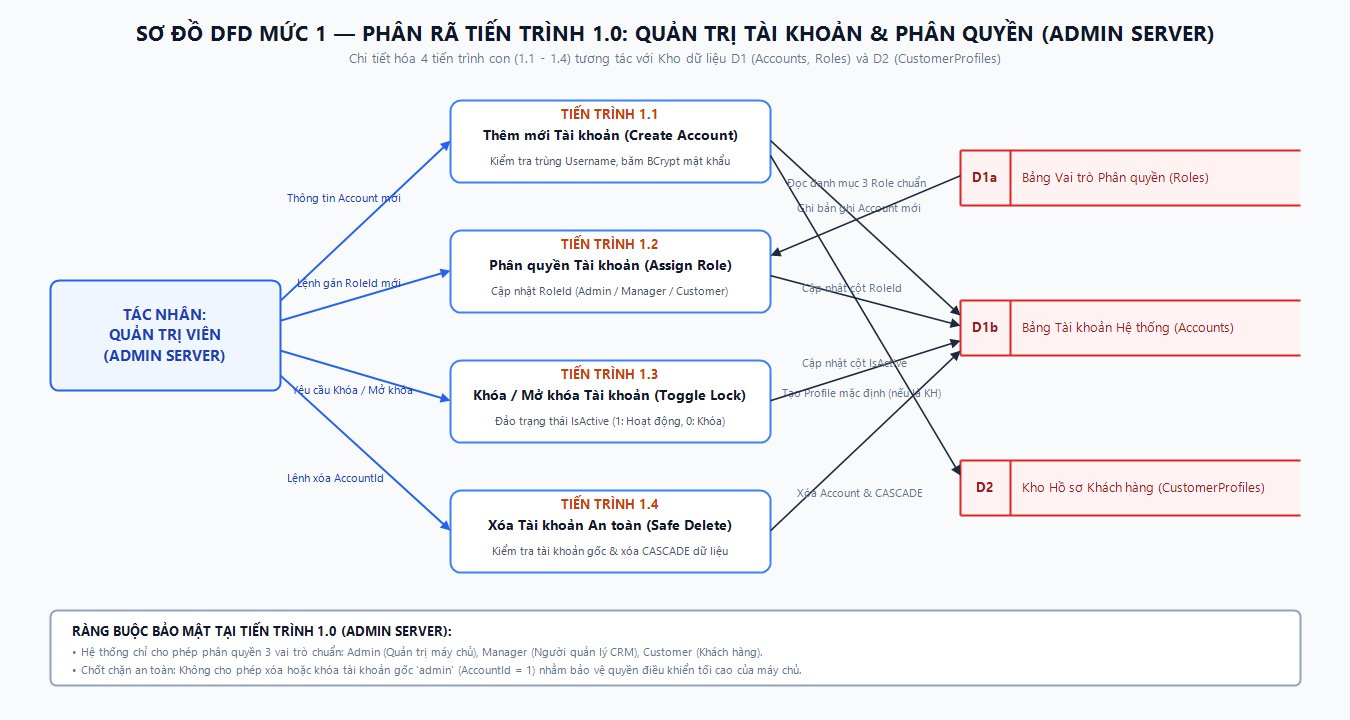 SƠ ĐỒ DFD MỨC 1 — PHÂN RÃ TIẾN TRÌNH 1.0: QUẢN TRỊ TÀI KHOẢN & PHÂN QUYỀN (ADMIN SERVER)
Chi tiết hóa 4 tiến trình con (1.1 - 1.4) tương tác với Kho dữ liệu D1 (Accounts, Roles) và D2 (CustomerProfiles)
TIẾN TRÌNH 1.1
Thêm mới Tài khoản (Create Account)
Kiểm tra trùng Username, băm BCrypt mật khẩu
Thông tin Account mới
Đọc danh mục 3 Role chuẩn
Ghi bản ghi Account mới
D1a
Bảng Vai trò Phân quyền (Roles)
TIẾN TRÌNH 1.2
Phân quyền Tài khoản (Assign Role)
Cập nhật RoleId (Admin / Manager / Customer)
Lệnh gán RoleId mới
Cập nhật cột RoleId
TÁC NHÂN:
QUẢN TRỊ VIÊN
(ADMIN SERVER)
D1b
Bảng Tài khoản Hệ thống (Accounts)
TIẾN TRÌNH 1.3
Khóa / Mở khóa Tài khoản (Toggle Lock)
Đảo trạng thái IsActive (1: Hoạt động, 0: Khóa)
Yêu cầu Khóa / Mở khóa
Cập nhật cột IsActive
Tạo Profile mặc định (nếu là KH)
Lệnh xóa AccountId
TIẾN TRÌNH 1.4
Xóa Tài khoản An toàn (Safe Delete)
Kiểm tra tài khoản gốc & xóa CASCADE dữ liệu
Xóa Account & CASCADE
D2
Kho Hồ sơ Khách hàng (CustomerProfiles)
RÀNG BUỘC BẢO MẬT TẠI TIẾN TRÌNH 1.0 (ADMIN SERVER):
• Hệ thống chỉ cho phép phân quyền 3 vai trò chuẩn: Admin (Quản trị máy chủ), Manager (Người quản lý CRM), Customer (Khách hàng).
• Chốt chặn an toàn: Không cho phép xóa hoặc khóa tài khoản gốc 'admin' (AccountId = 1) nhằm bảo vệ quyền điều khiển tối cao của máy chủ.